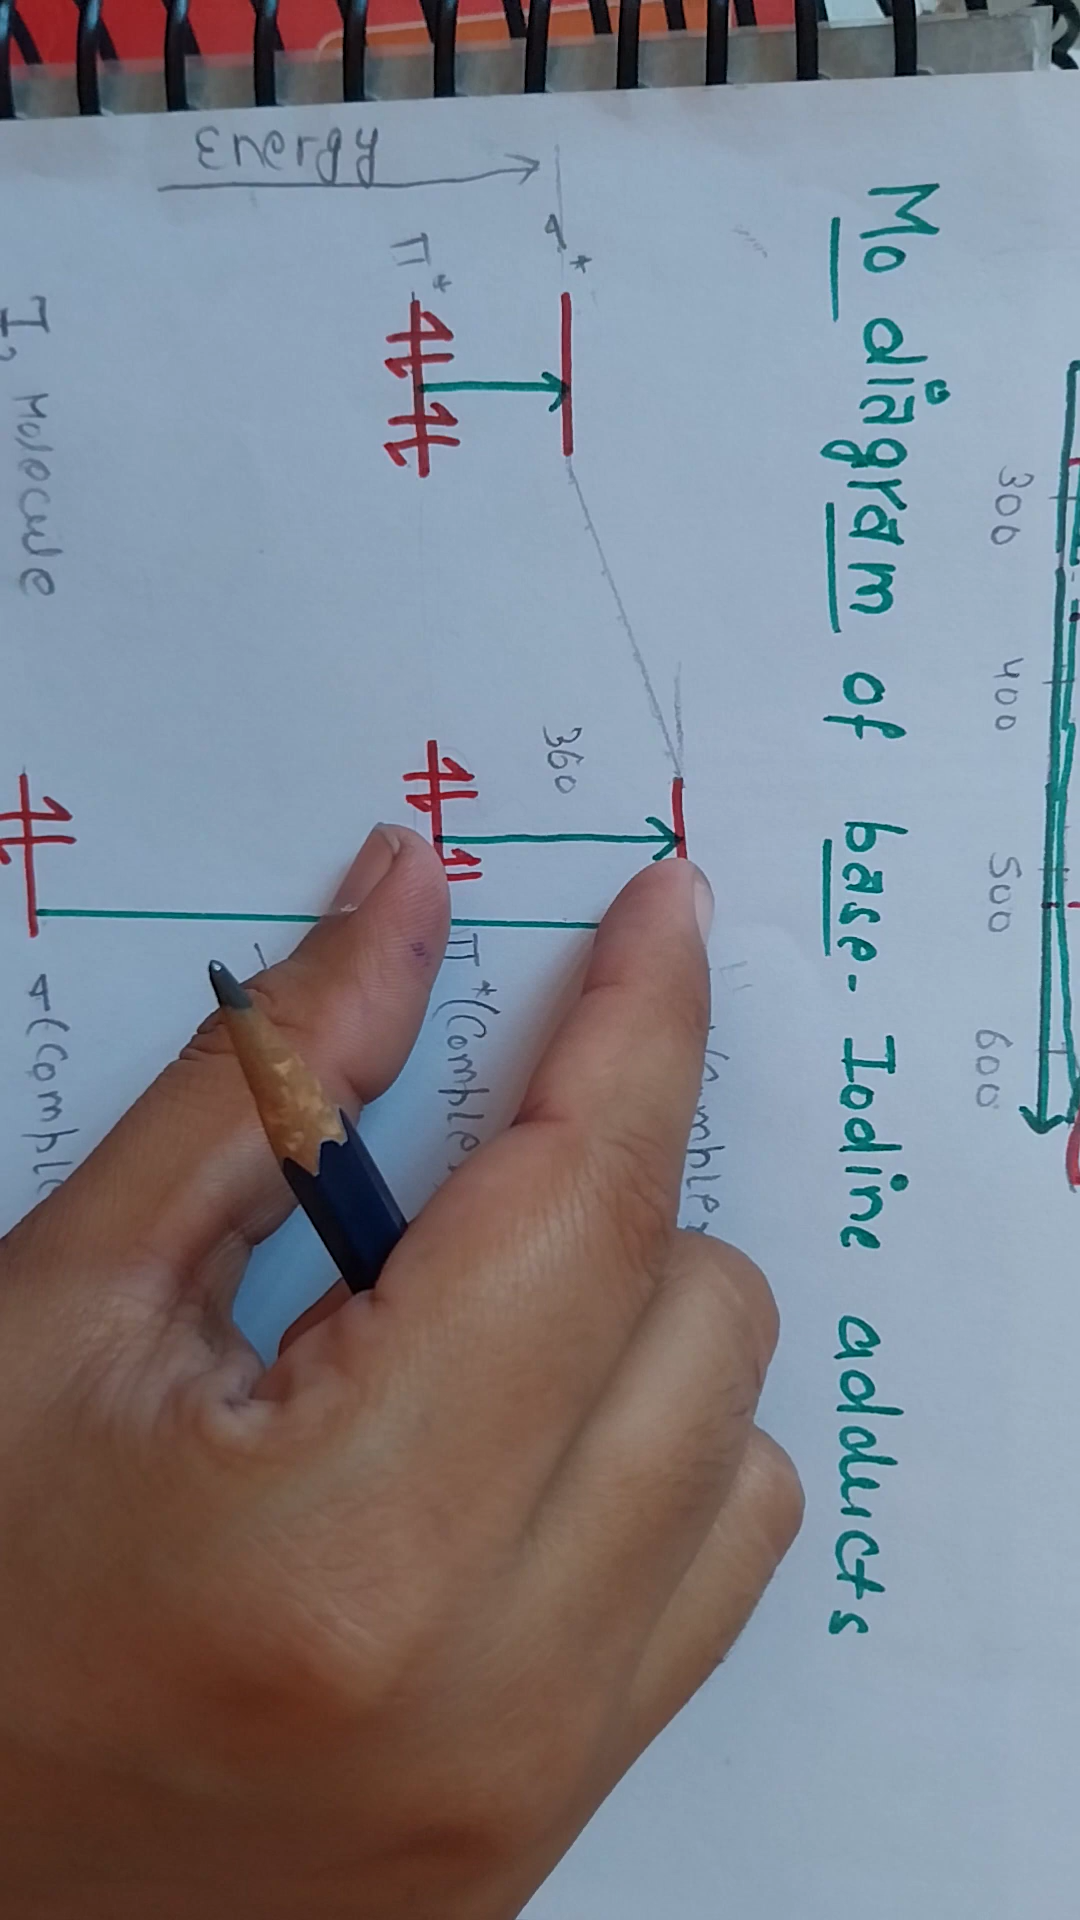 300 400 500 600
Mo diagram of base-Iodine adducts
Energy
σ*
π*
360
π*(Comple
σ(Comple
I2 Molecule